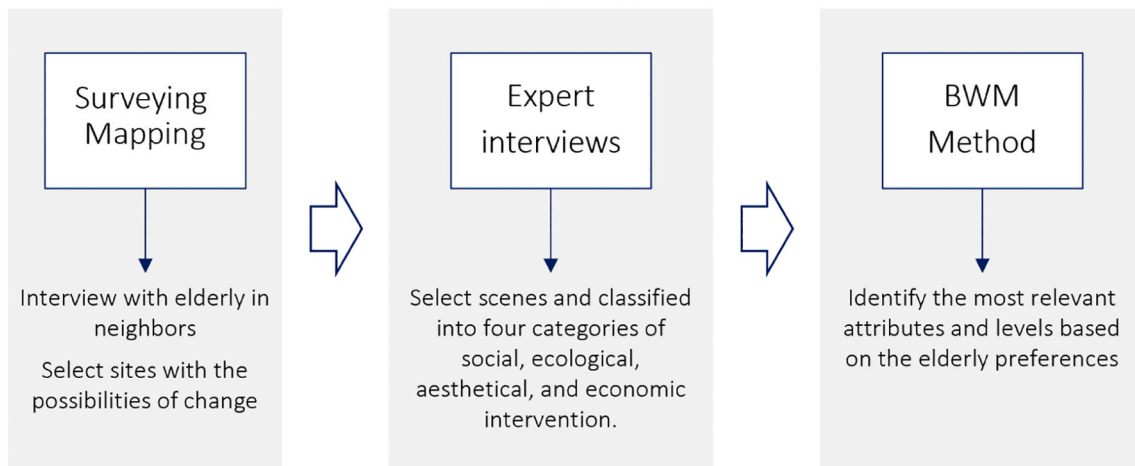 Surveying
Mapping
Interview with elderly in
neighbors
Select sites with the
possibilities of change
Expert
interviews
Select scenes and classified
into four categories of
social, ecological,
aesthetical, and economic
intervention.
BWM
Method
Identify the most relevant
attributes and levels based
on the elderly preferences